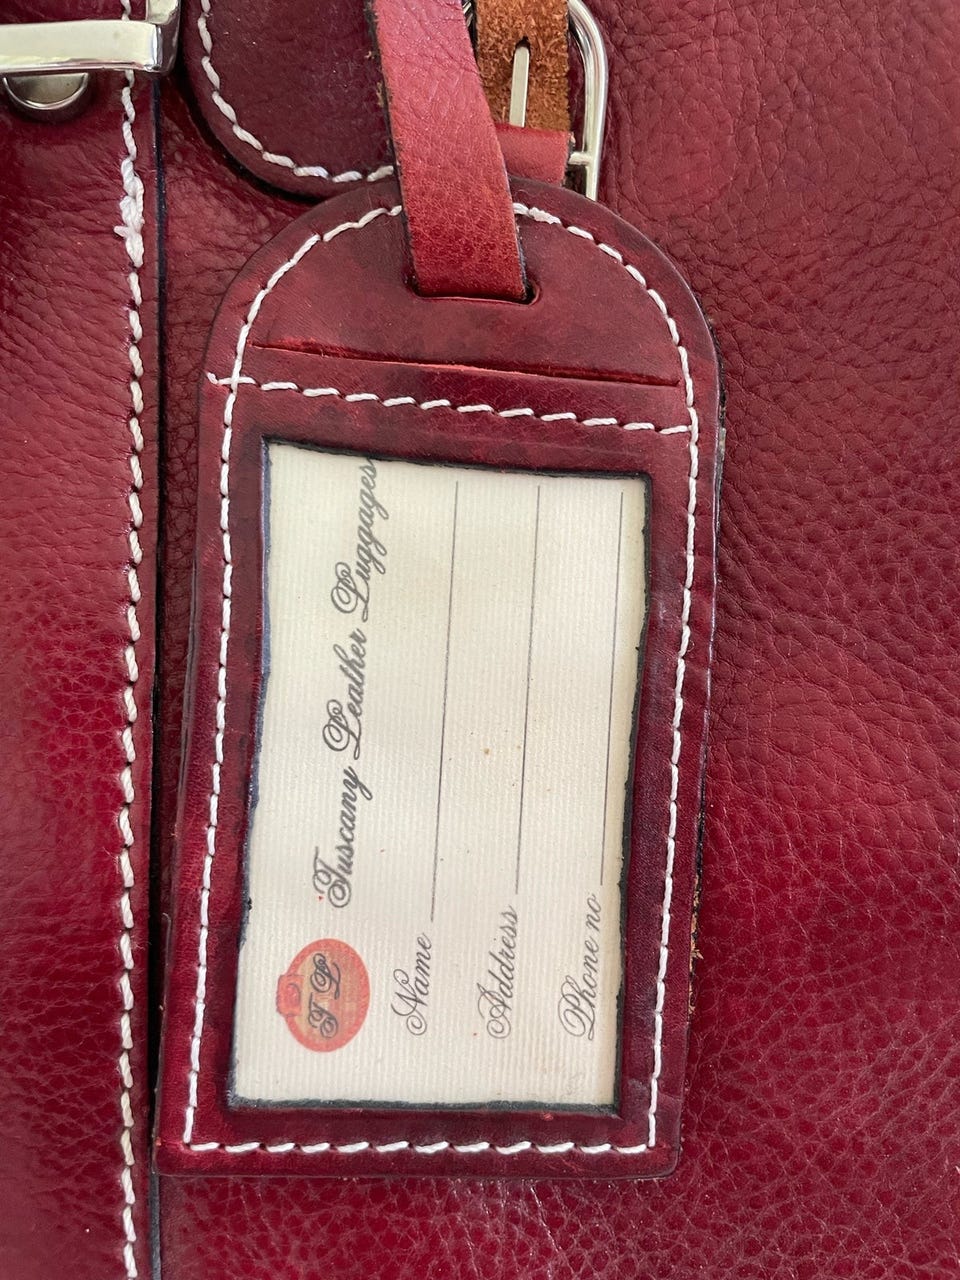 Tuscany Leather Luggages
T L
Name
Address
Phone no